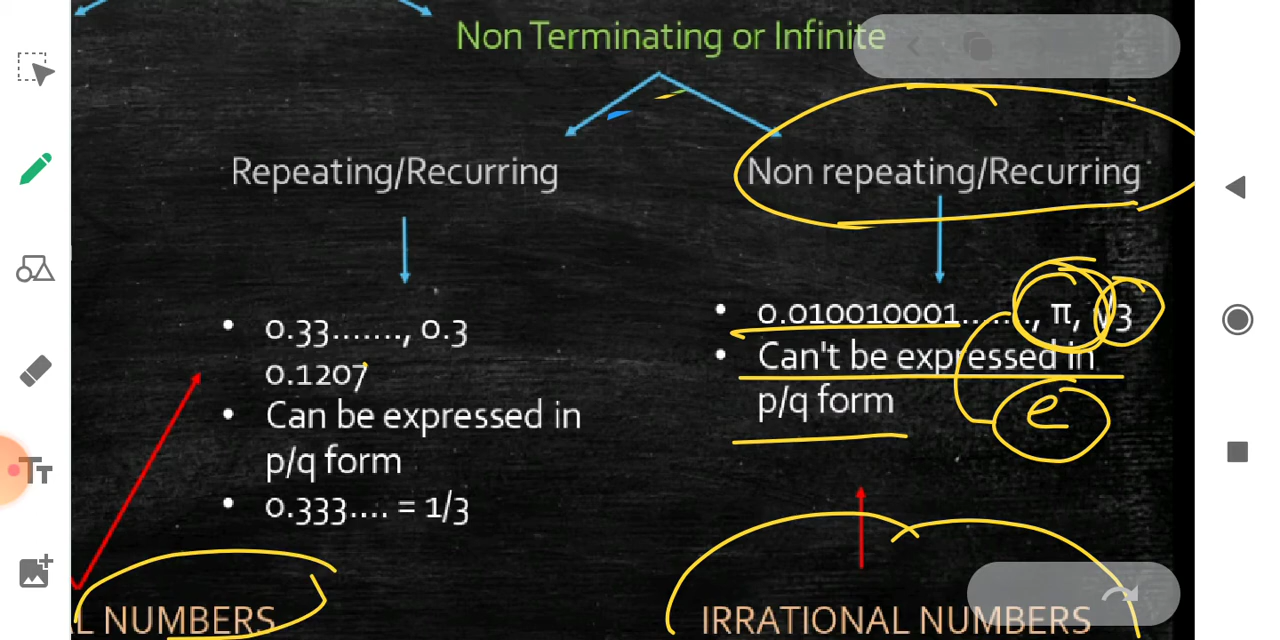 Non Terminating or Infinite
Repeating/Recurring
Non repeating/Recurring
• 0.33......., 0.3
0.1207
• Can be expressed in
p/q form
• 0.333.... = 1/3
• 0.010010001......., π, √3
• Can't be expressed in
p/q form
e
L NUMBERS
IRRATIONAL NUMBERS
Tт